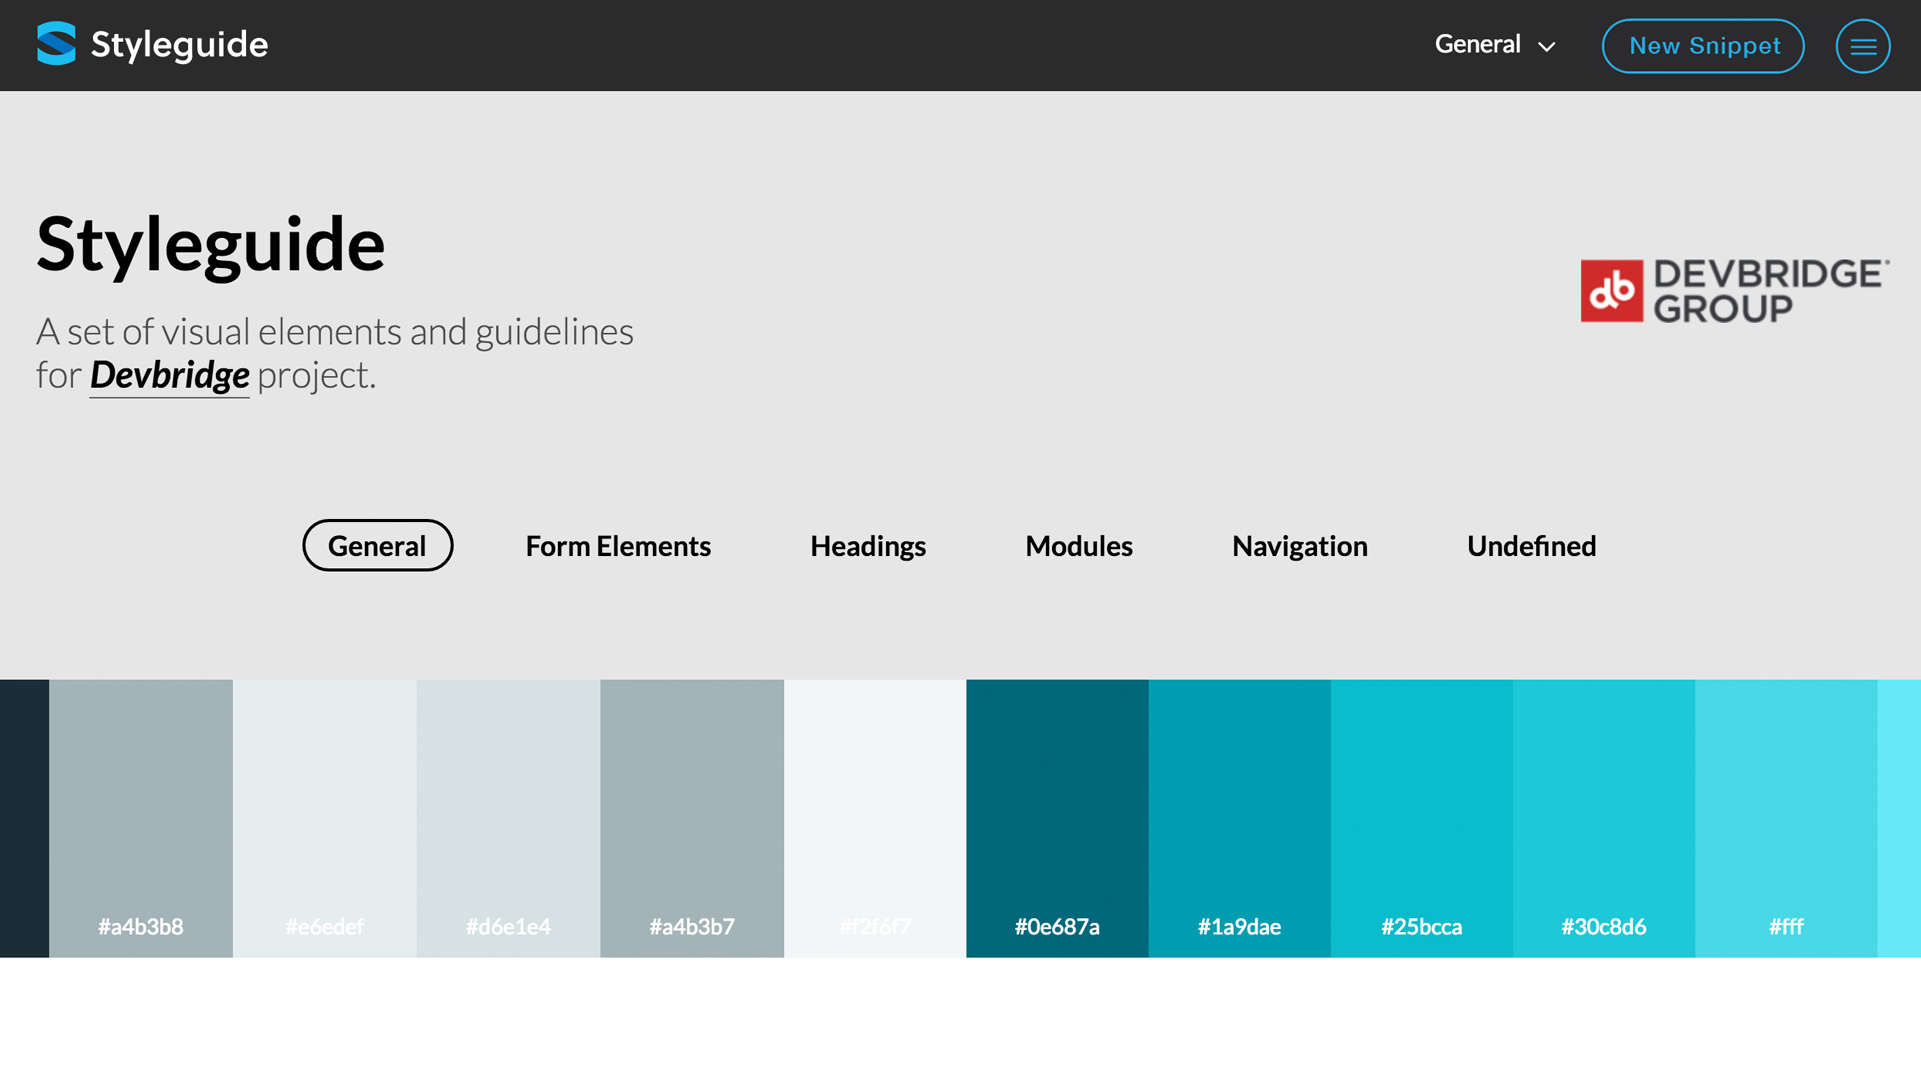 Styleguide
General
New Snippet
Styleguide
A set of visual elements and guidelines
for Devbridge project.
db DEVBRIDGE
GROUP
General
Form Elements
Headings
Modules
Navigation
Undefined
#a4b3b8
#e6edef
#d6e1e4
#a4b3b7
#f2f6f7
#0e687a
#1a9dae
#25bcca
#30c8d6
#fff